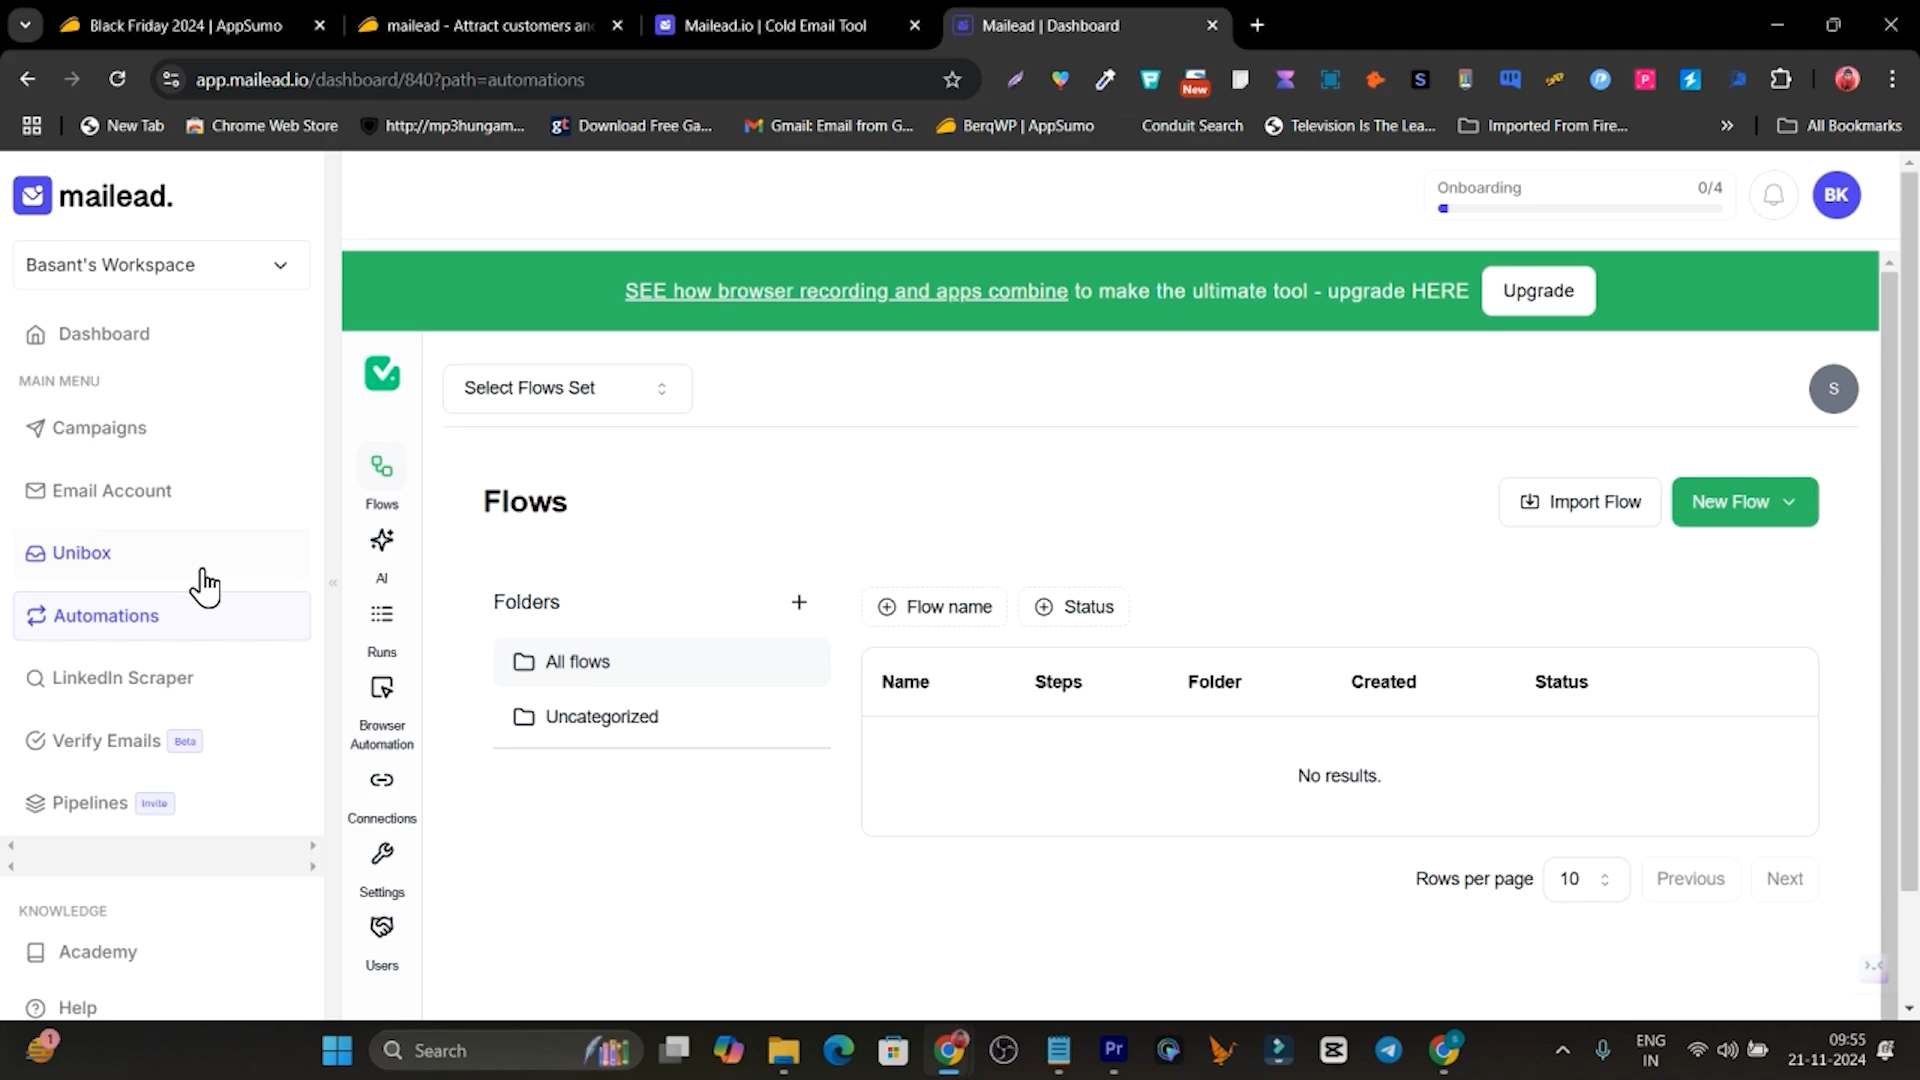 Black Friday 2024 | AppSumo
mailead - Attract customers an
Mailead.io | Cold Email Tool
Mailead | Dashboard
app.mailead.io/dashboard/840?path=automations
New
New Tab
Chrome Web Store
http://mp3hungam...
Download Free Ga...
Gmail: Email from G...
BerqWP | AppSumo
Conduit Search
Television Is The Lea...
Imported From Fire...
All Bookmarks
mailead.
Onboarding
0/4
BK
Basant's Workspace
SEE how browser recording and apps combine to make the ultimate tool - upgrade HERE
Upgrade
Dashboard
MAIN MENU
Campaigns
Email Account
Unibox
Automations
LinkedIn Scraper
Verify Emails Beta
Pipelines Invite
KNOWLEDGE
Academy
Help
Select Flows Set
S
Flows
AI
Runs
Browser
Automation
Connections
Settings
Users
Flows
Import Flow
New Flow
Folders
All flows
Uncategorized
Flow name
Status
Name Steps Folder Created Status
No results.
Rows per page 10 Previous Next
1
Search
Pr
ENG
IN
09:55
21-11-2024